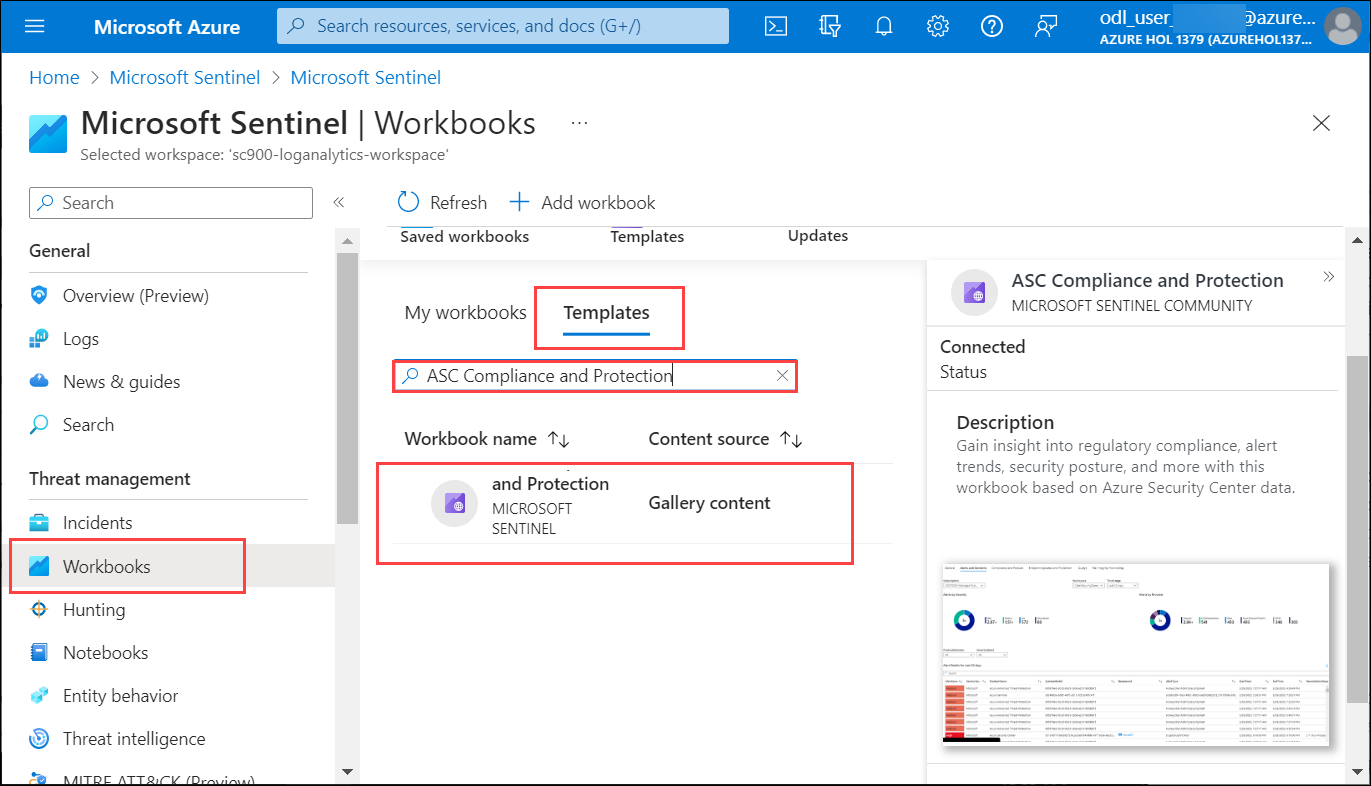 Microsoft Azure
Search resources, services, and docs (G+/)
odl_user_ @azure...
AZURE HOL 1379 (AZUREHOL137...
Home > Microsoft Sentinel > Microsoft Sentinel
Microsoft Sentinel | Workbooks ...
Selected workspace: 'sc900-loganalytics-workspace'
Search
«
Refresh + Add workbook
General
Overview (Preview)
Logs
News & guides
Search
Threat management
Incidents
Workbooks
Hunting
Notebooks
Entity behavior
Threat intelligence
MITRE ATT&CK (Preview)
Saved workbooks Templates Updates
My workbooks Templates
ASC Compliance and Protection
Workbook name Content source
and Protection
MICROSOFT
SENTINEL
Gallery content
ASC Compliance and Protection
MICROSOFT SENTINEL COMMUNITY
Connected
Status
Description
Gain insight into regulatory compliance, alert
trends, security posture, and more with this
workbook based on Azure Security Center data.